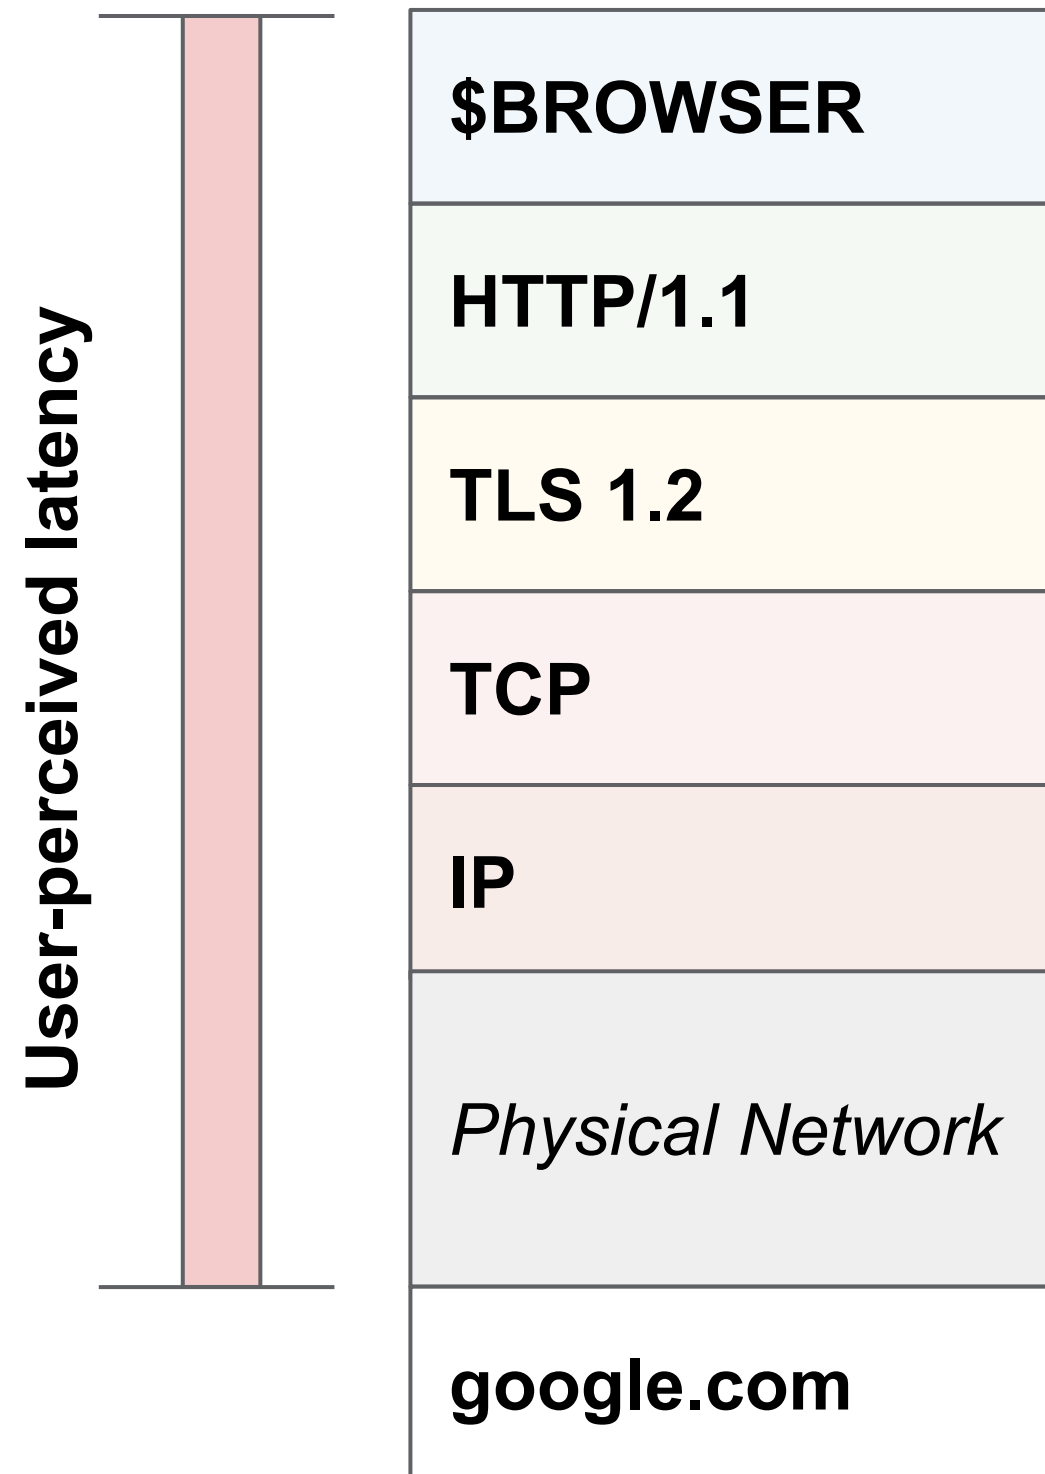 User-perceived latency
$BROWSER
HTTP/1.1
TLS 1.2
TCP
IP
Physical Network
google.com